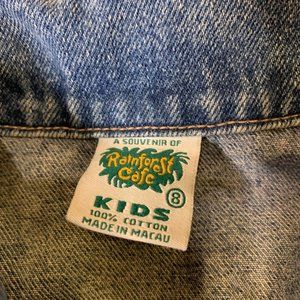 A SOUVENIR OF
Rainforest
Cafe
KIDS
8
100% COTTON
MADE IN MACAU